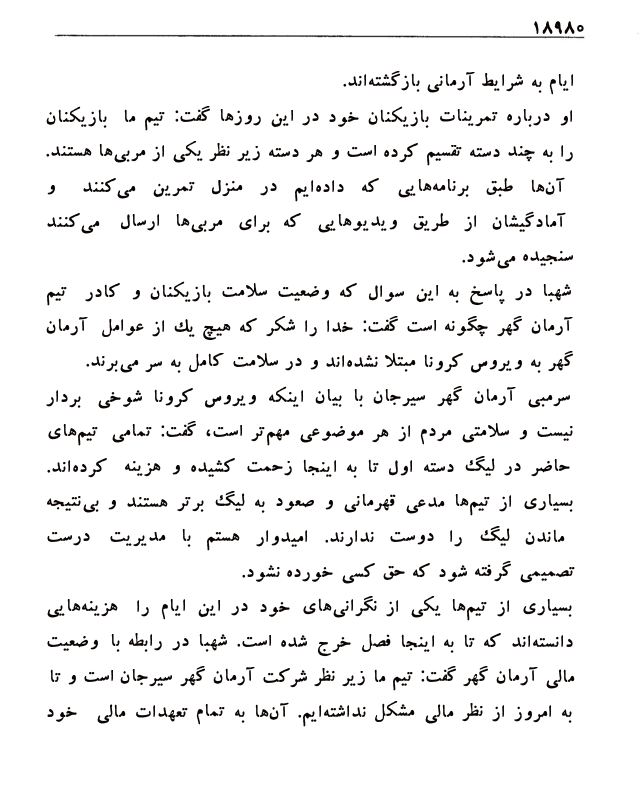 ۱۸۹۸۰
ایام به شرایط آرمانی بازگشته‌اند.
او درباره تمرینات بازیکنان خود در این روزها گفت: تیم ما بازیکنان
را به چند دسته تقسیم کرده است و هر دسته زیر نظر یکی از مربی‌ها هستند.
آن‌ها طبق برنامه‌هایی که داده‌ایم در منزل تمرین می‌کنند و
آمادگیشان از طریق ویدیوهایی که برای مربی‌ها ارسال می‌کنند
سنجیده می‌شود.
شهبا در پاسخ به این سوال که وضعیت سلامت بازیکنان و کادر تیم
آرمان گهر چگونه است گفت: خدا را شکر که هیچ یك از عوامل آرمان
گهر به ویروس کرونا مبتلا نشده‌اند و در سلامت کامل به سر می‌برند.
سرمبی آرمان گهر سیرجان با بیان اینکه ویروس کرونا شوخی بردار
نیست و سلامتی مردم از هر موضوعی مهم‌تر است، گفت: تمامی تیم‌های
حاضر در لیگ دسته اول تا به اینجا زحمت کشیده و هزینه کرده‌اند.
بسیاری از تیم‌ها مدعی قهرمانی و صعود به لیگ برتر هستند و بی‌نتیجه
ماندن لیگ را دوست ندارند. امیدوار هستم با مدیریت درست
تصمیمی گرفته شود که حق کسی خورده نشود.
بسیاری از تیم‌ها یکی از نگرانی‌های خود در این ایام را هزینه‌هایی
دانسته‌اند که تا به اینجا فصل خرج شده است. شهبا در رابطه با وضعیت
مالی آرمان گهر گفت: تیم ما زیر نظر شرکت آرمان گهر سیرجان است و تا
به امروز از نظر مالی مشکل نداشته‌ایم. آن‌ها به تمام تعهدات مالی خود